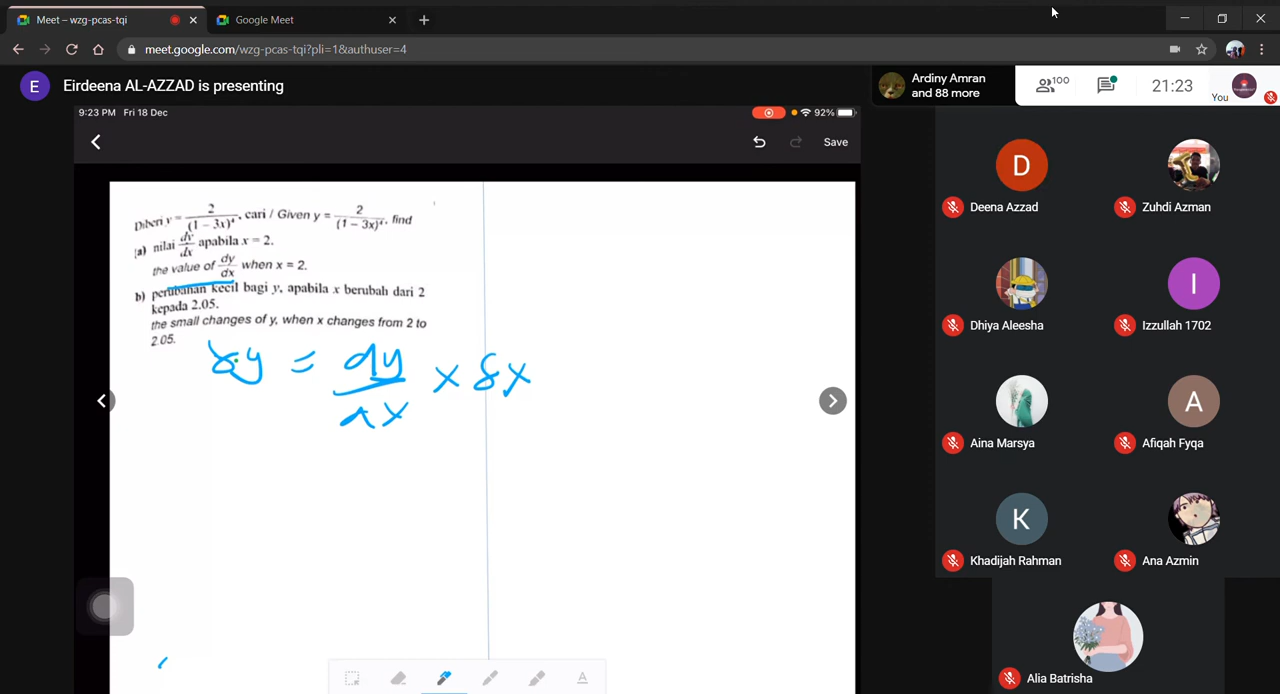 Meet – wzg-pcas-tqi
Google Meet
meet.google.com/wzg-pcas-tqi?pli=1&authuser=4
E Eirdeena AL-AZZAD is presenting
Ardiny Amran
and 88 more
100
21:23
You
9:23 PM Fri 18 Dec
92%
Save
Diberi y = 2/(1 − 3x)⁴, cari / Given y = 2/(1 − 3x)⁴, find
(a) nilai dy/dx apabila x = 2.
the value of dy/dx when x = 2.
b) perubahan kecil bagi y, apabila x berubah dari 2
kepada 2.05.
the small changes of y, when x changes from 2 to
2.05.
δy = dy/dx × δx
D
Deena Azzad
Zuhdi Azman
Dhiya Aleesha
I
Izzullah 1702
Aina Marsya
A
Afiqah Fyqa
K
Khadijah Rahman
Ana Azmin
Alia Batrisha
A